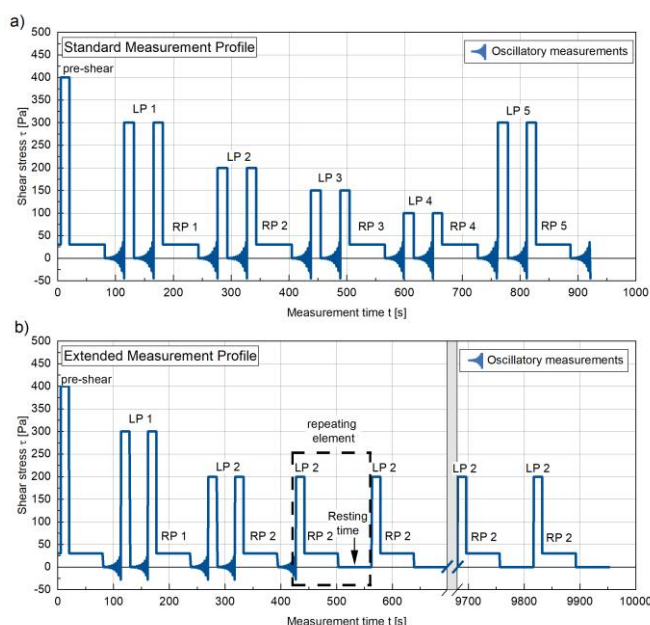 a)
Standard Measurement Profile
Oscillatory measurements
pre-shear
LP 1
LP 2
LP 3
LP 4
LP 5
RP 1
RP 2
RP 3
RP 4
RP 5
Shear stress τ [Pa]
500
450
400
350
300
250
200
150
100
50
0
-50
0 100 200 300 400 500 600 700 800 900 1000
Measurement time t [s]
b)
Extended Measurement Profile
Oscillatory measurements
pre-shear
LP 1
repeating
element
LP 2
LP 2
LP 2
LP 2
LP 2
Resting
time
RP 1
RP 2
RP 2
RP 2
RP 2
RP 2
Shear stress τ [Pa]
500
450
400
350
300
250
200
150
100
50
0
-50
0 100 200 300 400 500 600 9700 9800 9900 10000
Measurement time t [s]